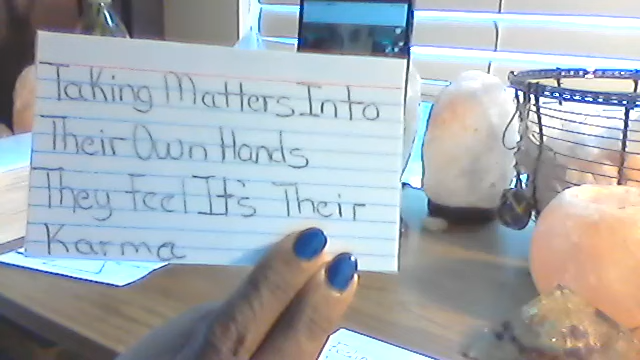 Taking Matters Into
Their Own Hands
They Feel It's Their
Karma